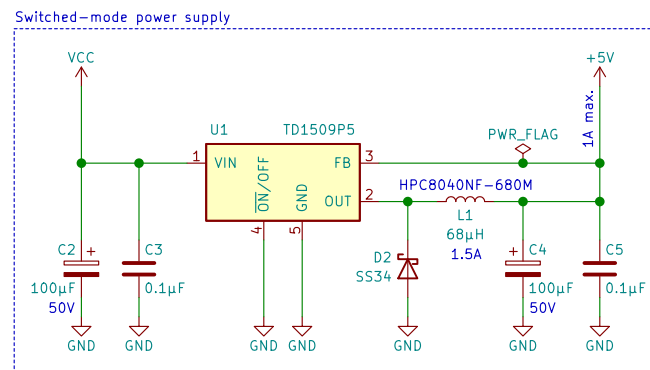 Switched-mode power supply
VCC
+5V
1A max.
U1
TD1509P5
PWR_FLAG
1
VIN
FB
3
HPC8040NF-680M
ON/OFF
GND
OUT
2
L1
68µH
1.5A
4
5
C2
+
100µF
50V
C3
0.1µF
D2
SS34
C4
+
100µF
50V
C5
0.1µF
GND
GND
GND
GND
GND
GND
GND